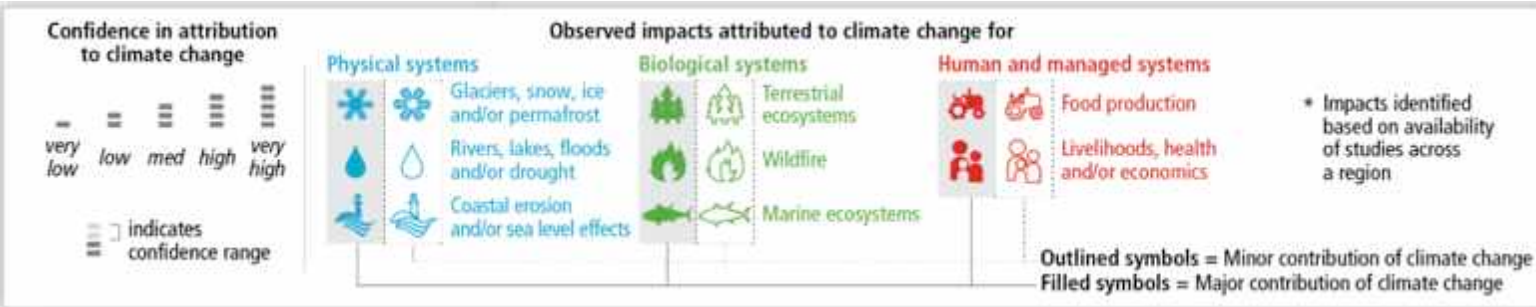 Confidence in attribution
to climate change
very
low
low
med
high
very
high
indicates
confidence range
Observed impacts attributed to climate change for
Physical systems
Glaciers, snow, ice
and/or permafrost
Rivers, lakes, floods
and/or drought
Coastal erosion
and/or sea level effects
Biological systems
Terrestrial
ecosystems
Wildfire
Marine ecosystems
Human and managed systems
Food production
Livelihoods, health
and/or economics
* Impacts identified
based on availability
of studies across
a region
Outlined symbols = Minor contribution of climate change
Filled symbols = Major contribution of climate change